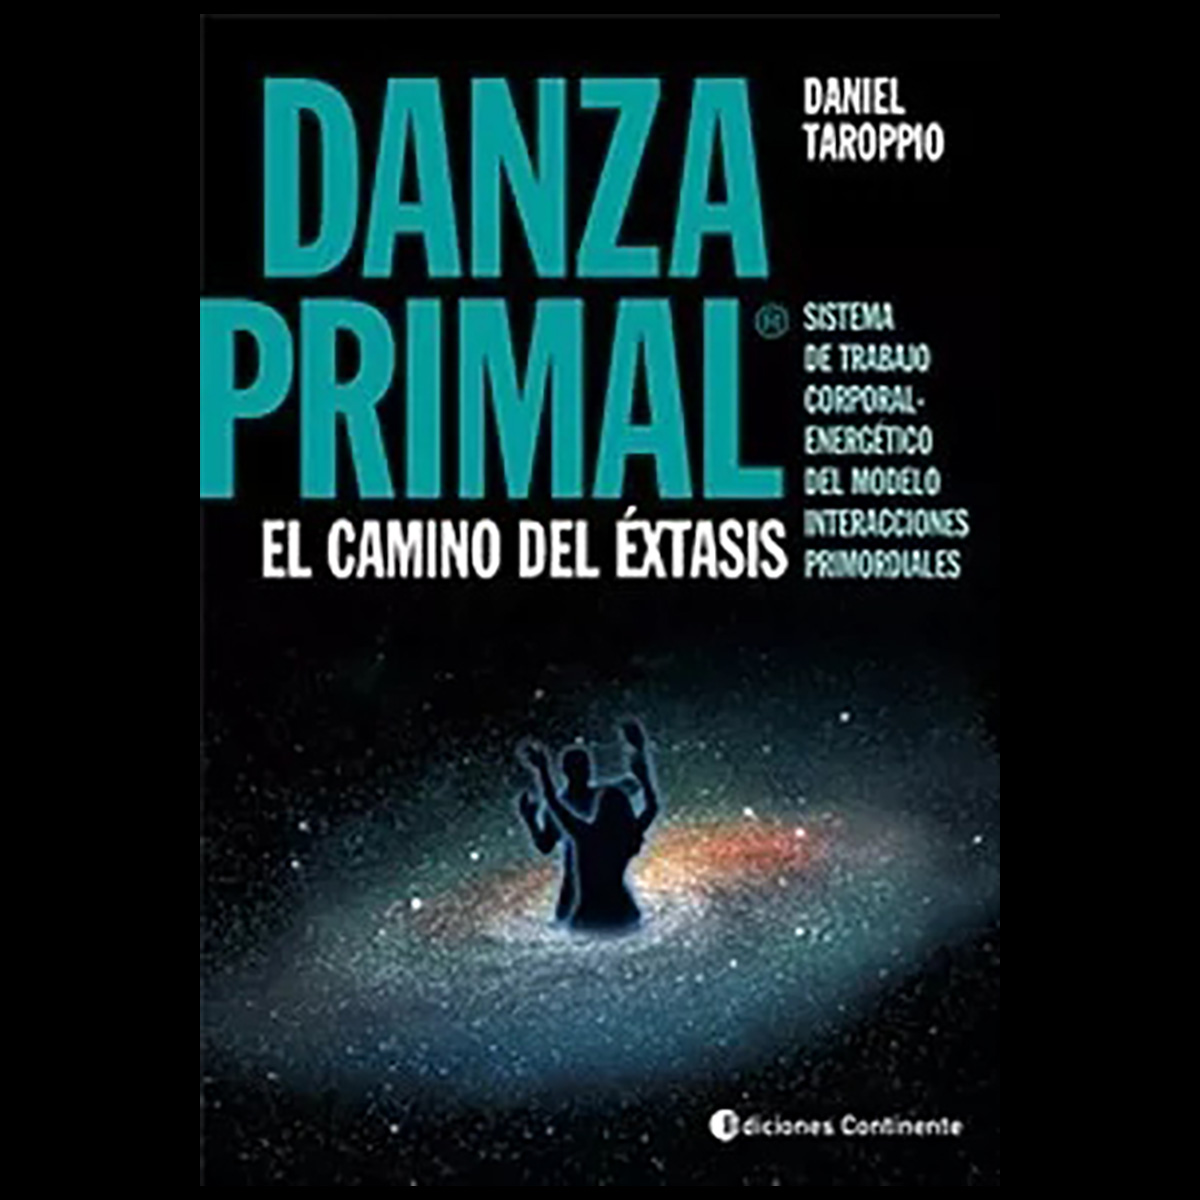 DANZA
PRIMAL®
EL CAMINO DEL ÉXTASIS
DANIEL
TAROPPIO
SISTEMA
DE TRABAJO
CORPORAL-
ENERGÉTICO
DEL MODELO
INTERACCIONES
PRIMORDIALES
Ediciones Continente